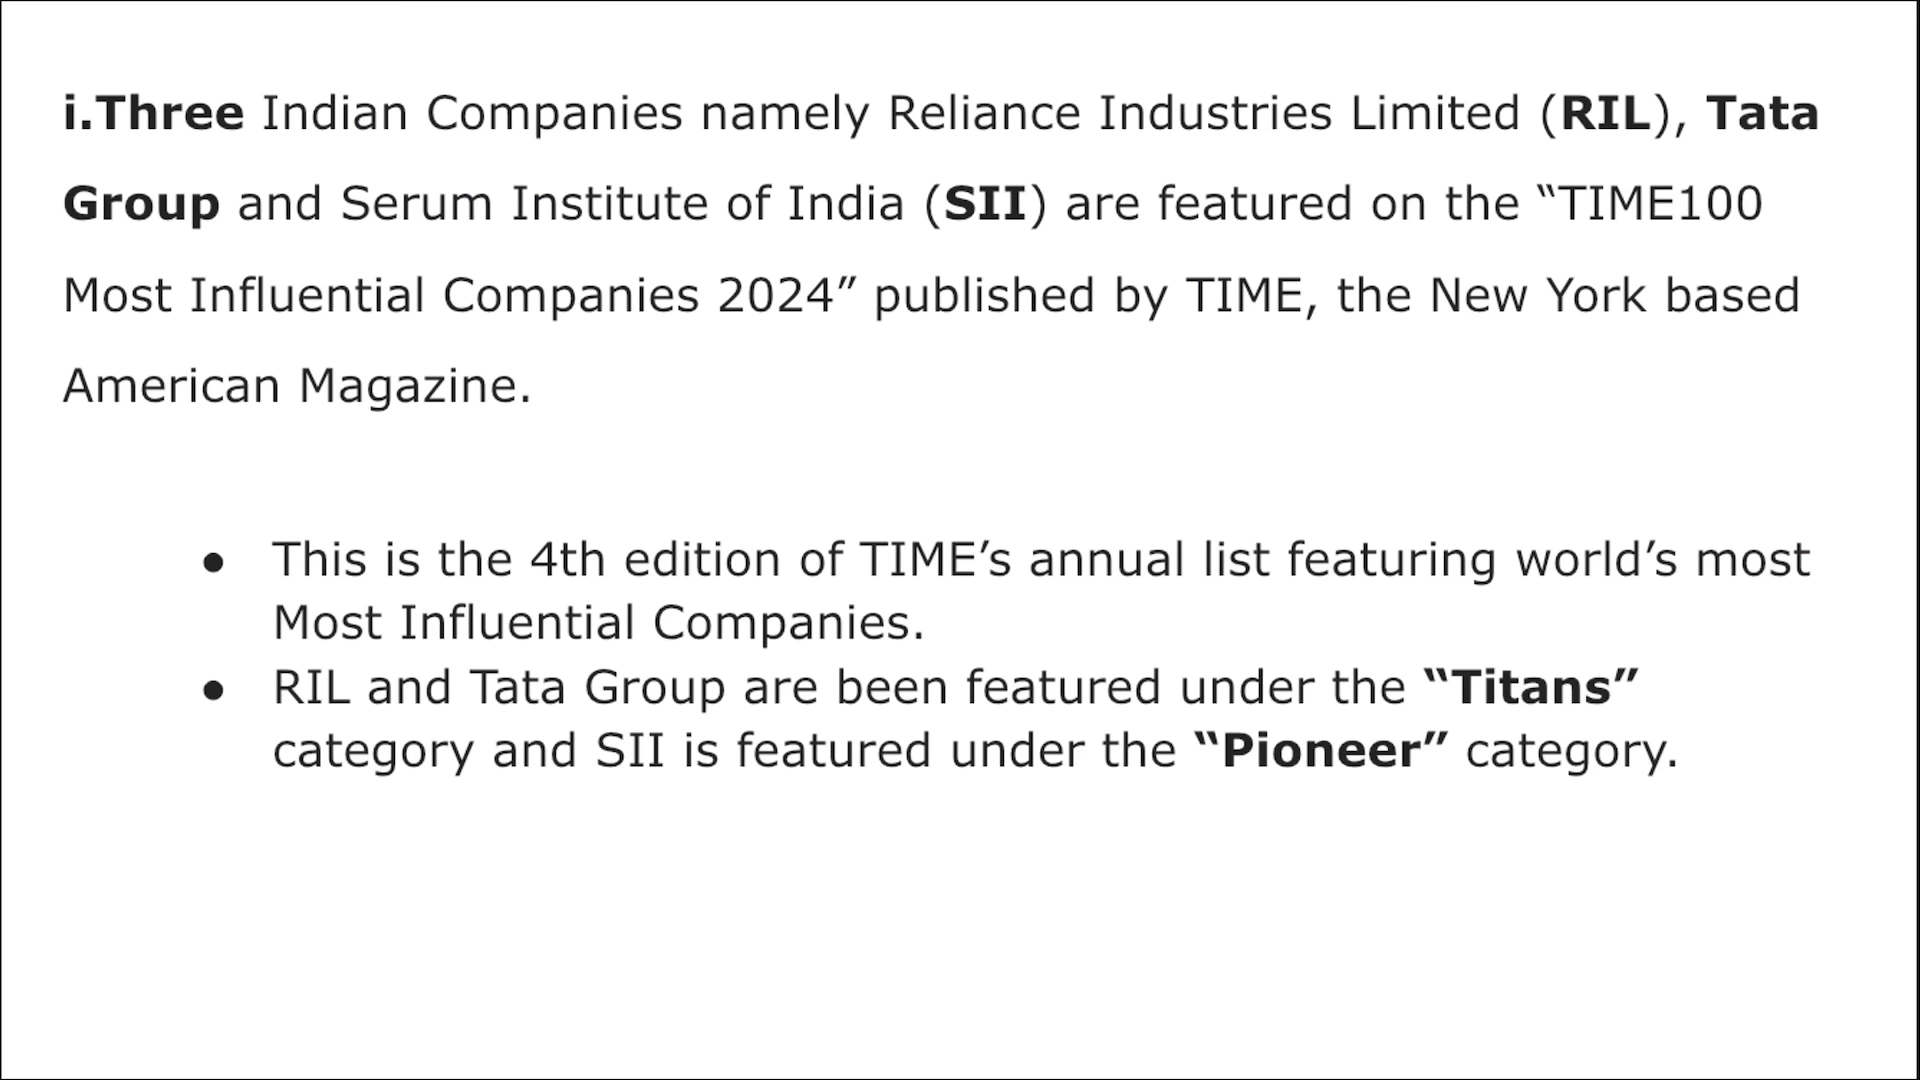 i.Three Indian Companies namely Reliance Industries Limited (RIL), Tata
Group and Serum Institute of India (SII) are featured on the “TIME100
Most Influential Companies 2024” published by TIME, the New York based
American Magazine.
● This is the 4th edition of TIME’s annual list featuring world’s most
Most Influential Companies.
● RIL and Tata Group are been featured under the “Titans”
category and SII is featured under the “Pioneer” category.